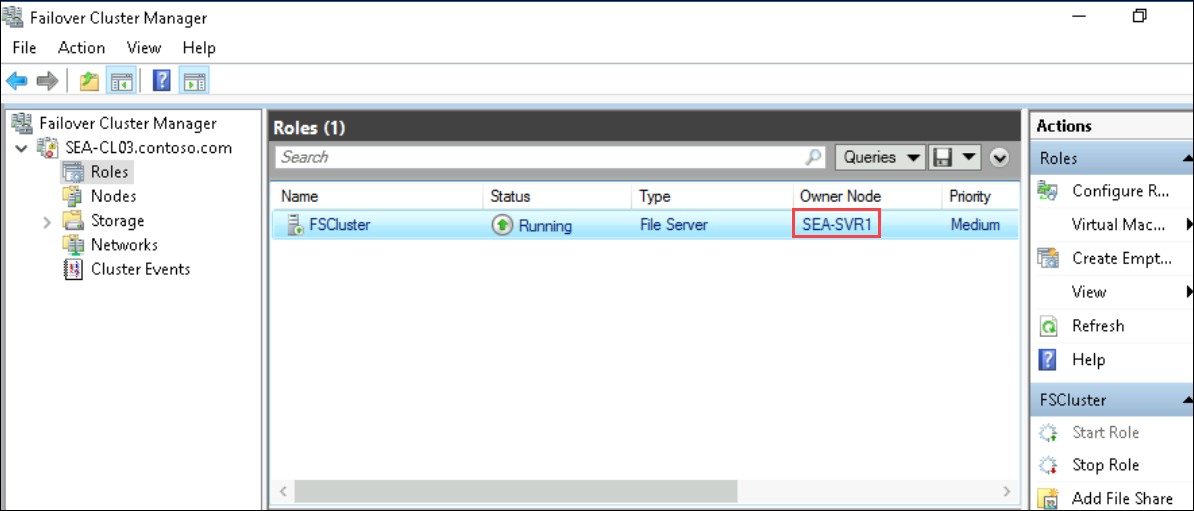 Failover Cluster Manager
File Action View Help
Failover Cluster Manager
SEA-CL03.contoso.com
Roles
Nodes
Storage
Networks
Cluster Events
Roles (1)
Search
Queries
Name Status Type Owner Node Priority
FSCluster Running File Server SEA-SVR1 Medium
Actions
Roles
Configure R...
Virtual Mac...
Create Empt...
View
Refresh
Help
FSCluster
Start Role
Stop Role
Add File Share